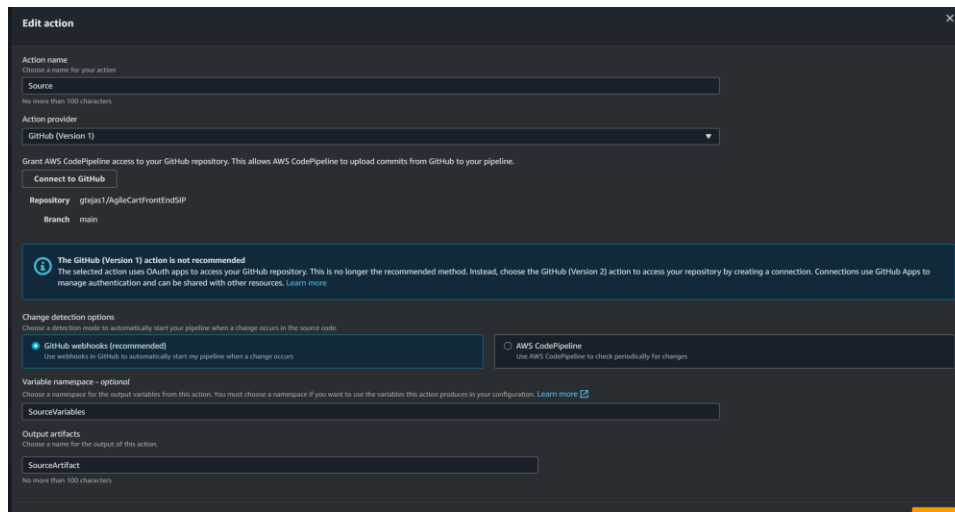 Edit action
Action name
Choose a name for your action
Source
No more than 100 characters
Action provider
GitHub (Version 1)
Grant AWS CodePipeline access to your GitHub repository. This allows AWS CodePipeline to upload commits from GitHub to your pipeline.
Connect to GitHub
Repository gtejas1/AgileCartFrontEndSIP
Branch main
The GitHub (Version 1) action is not recommended
The selected action uses OAuth apps to access your GitHub repository. This is no longer the recommended method. Instead, choose the GitHub (Version 2) action to access your repository by creating a connection. Connections use GitHub Apps to
manage authentication and can be shared with other resources. Learn more
Change detection options
Choose a detection mode to automatically start your pipeline when a change occurs in the source code.
GitHub webhooks (recommended)
Use webhooks in GitHub to automatically start my pipeline when a change occurs
AWS CodePipeline
Use AWS CodePipeline to check periodically for changes
Variable namespace - optional
Choose a namespace for the output variables from this action. You must choose a namespace if you want to use the variables this action produces in your configuration. Learn more
SourceVariables
Output artifacts
Choose a name for the output of this action.
SourceArtifact
No more than 100 characters